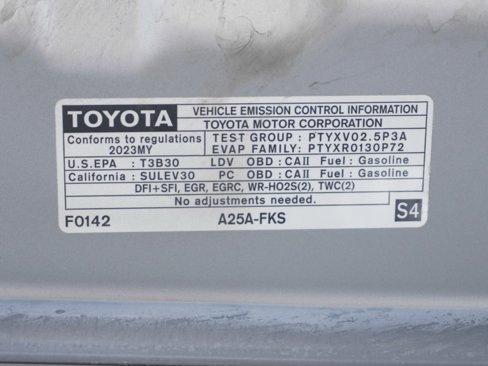 TOYOTA VEHICLE EMISSION CONTROL INFORMATION
TOYOTA MOTOR CORPORATION
Conforms to regulations TEST GROUP : PTYXV02.5P3A
2023MY EVAP FAMILY: PTYXR0130P72
U.S.EPA : T3B30 LDV OBD : CAII Fuel : Gasoline
California : SULEV30 PC OBD : CAII Fuel : Gasoline
DFI+SFI, EGR, EGRC, WR-HO2S(2), TWC(2)
No adjustments needed.
F0142 A25A-FKS S4